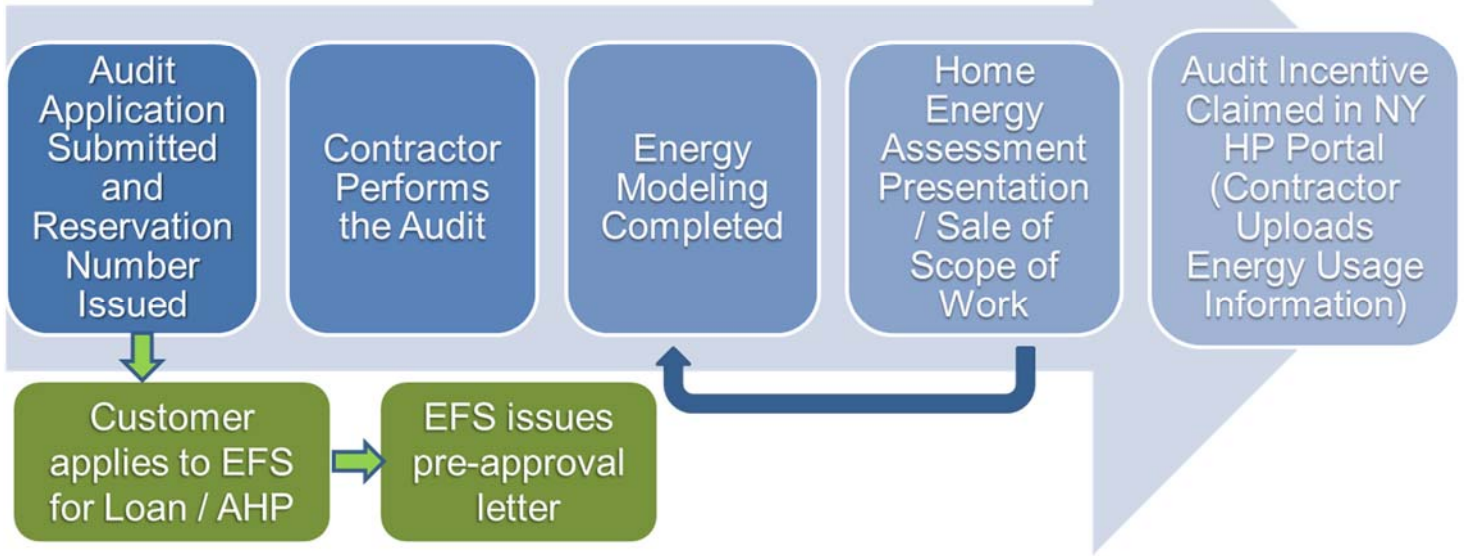 Audit
Application
Submitted
and
Reservation
Number
Issued
Contractor
Performs
the Audit
Energy
Modeling
Completed
Home
Energy
Assessment
Presentation
/ Sale of
Scope of
Work
Audit Incentive
Claimed in NY
HP Portal
(Contractor
Uploads
Energy Usage
Information)
Customer
applies to EFS
for Loan / AHP
EFS issues
pre-approval
letter